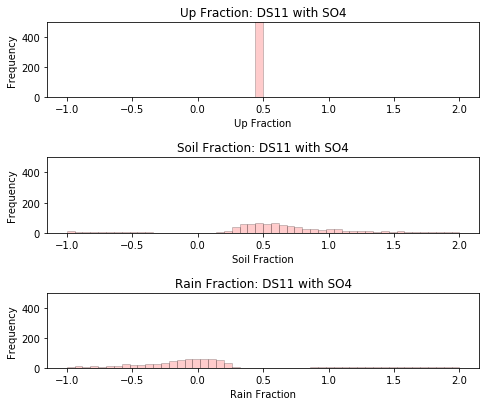 Up Fraction: DS11 with SO4
Frequency
400
200
0
−1.0 −0.5 0.0 0.5 1.0 1.5 2.0
Up Fraction
Soil Fraction: DS11 with SO4
Frequency
400
200
0
−1.0 −0.5 0.0 0.5 1.0 1.5 2.0
Soil Fraction
Rain Fraction: DS11 with SO4
Frequency
400
200
0
−1.0 −0.5 0.0 0.5 1.0 1.5 2.0
Rain Fraction